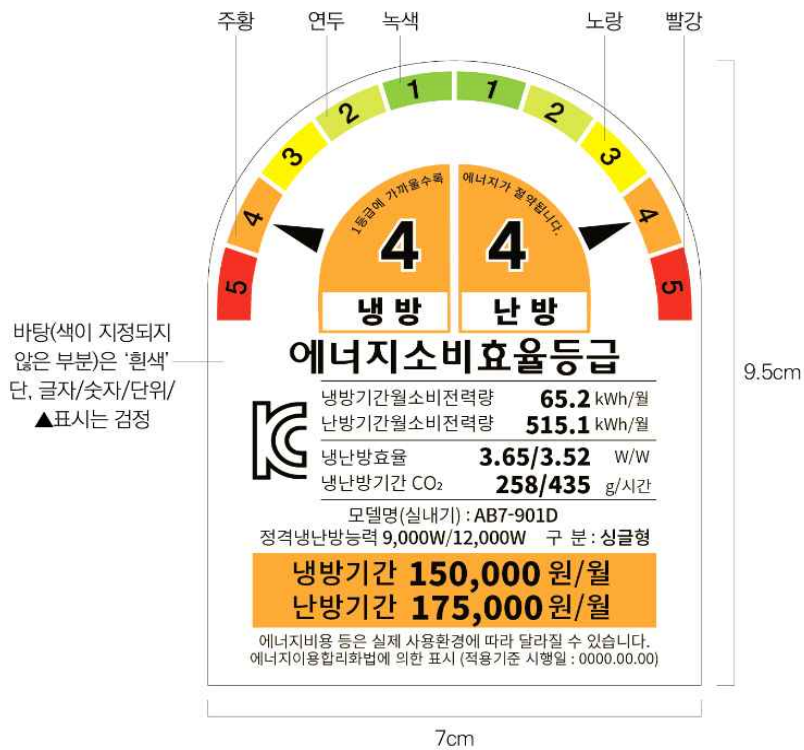 주황 연두 녹색 노랑 빨강
5 4 3 2 1 1 2 3 4 5
1등급에 가까울수록 에너지가 절약됩니다.
4 4
냉방 난방
에너지소비효율등급
바탕(색이 지정되지
않은 부분)은 ‘흰색’
단, 글자/숫자/단위/
▲표시는 검정
냉방기간월소비전력량 65.2 kWh/월
난방기간월소비전력량 515.1 kWh/월
냉난방효율 3.65/3.52 W/W
냉난방기간 CO₂ 258/435 g/시간
모델명(실내기) : AB7-901D
정격냉난방능력 9,000W/12,000W 구 분 : 싱글형
냉방기간 150,000 원/월
난방기간 175,000 원/월
에너지비용 등은 실제 사용환경에 따라 달라질 수 있습니다.
에너지이용합리화법에 의한 표시 (적용기준 시행일 : 0000.00.00)
9.5cm
7cm